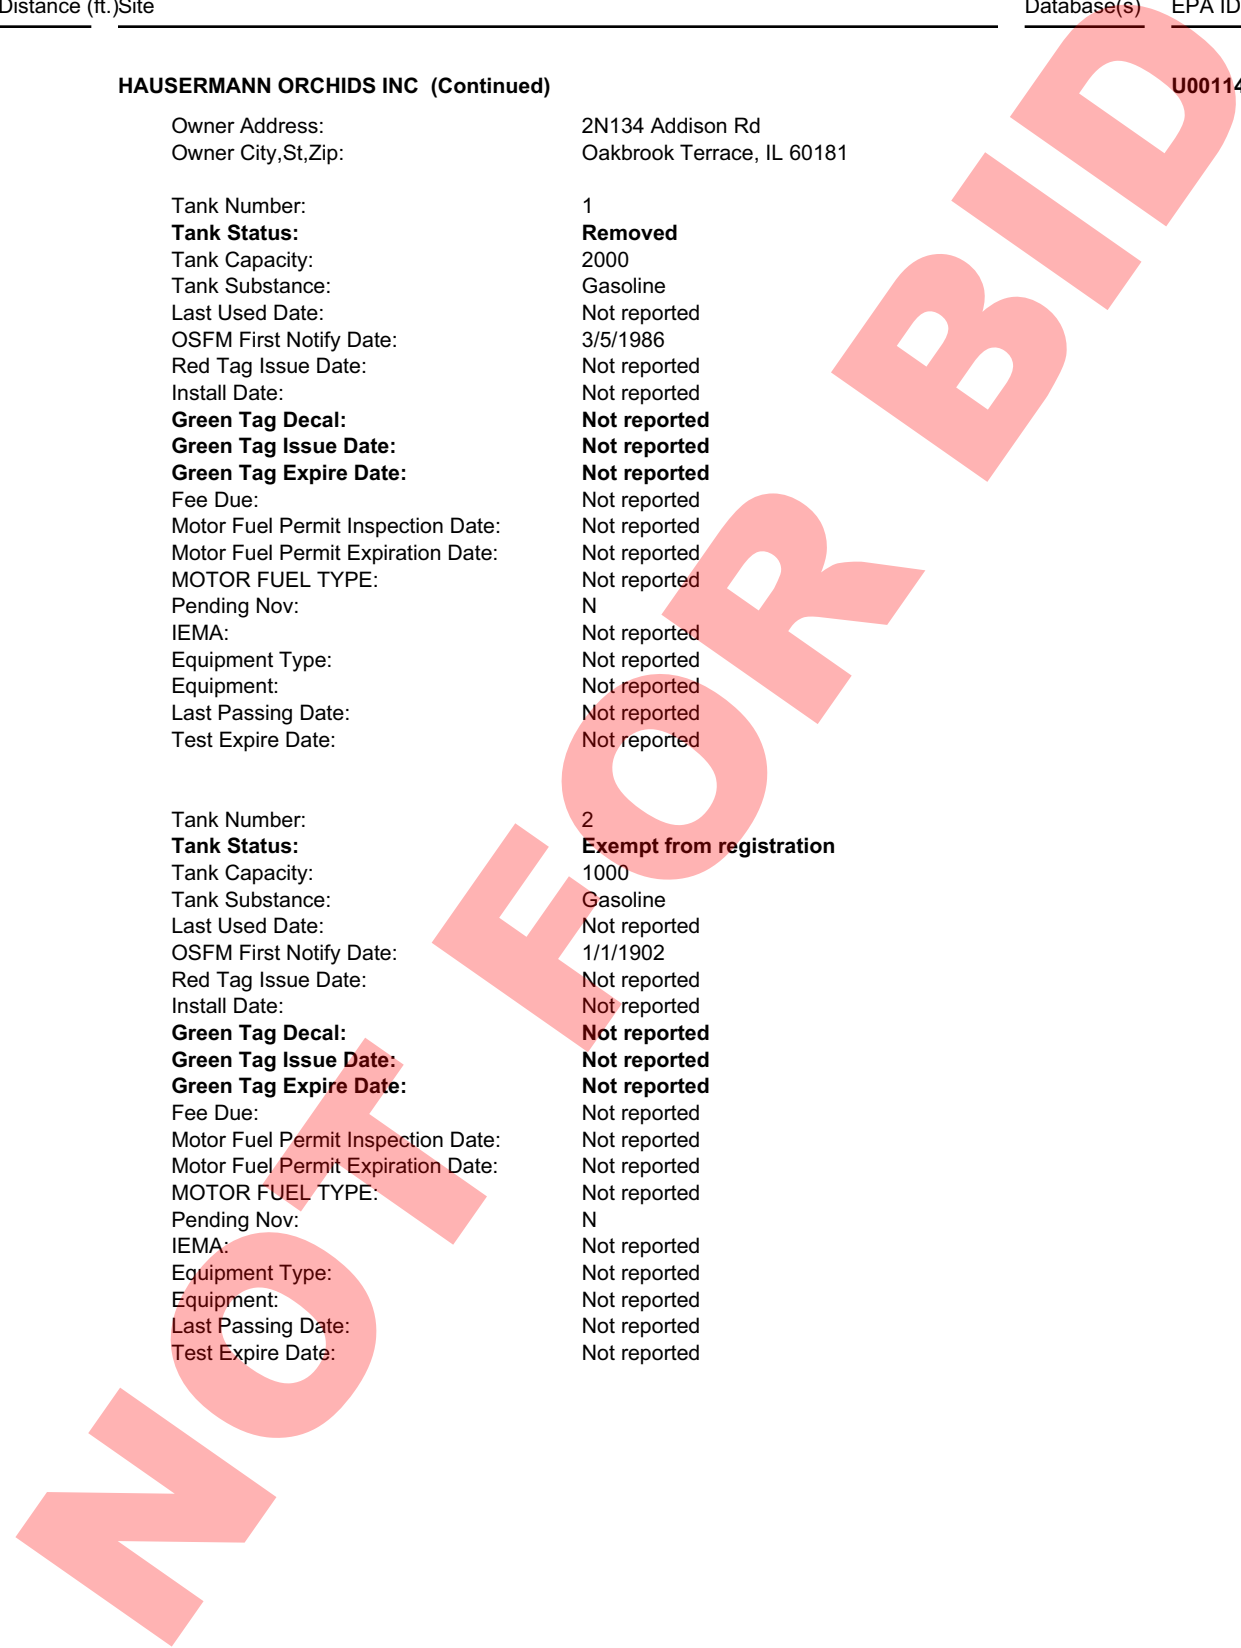 Distance (ft.)Site Database(s) EPA ID
HAUSERMANN ORCHIDS INC (Continued) U00114
Owner Address: 2N134 Addison Rd
Owner City,St,Zip: Oakbrook Terrace, IL 60181
Tank Number: 1
Tank Status: Removed
Tank Capacity: 2000
Tank Substance: Gasoline
Last Used Date: Not reported
OSFM First Notify Date: 3/5/1986
Red Tag Issue Date: Not reported
Install Date: Not reported
Green Tag Decal: Not reported
Green Tag Issue Date: Not reported
Green Tag Expire Date: Not reported
Fee Due: Not reported
Motor Fuel Permit Inspection Date: Not reported
Motor Fuel Permit Expiration Date: Not reported
MOTOR FUEL TYPE: Not reported
Pending Nov: N
IEMA: Not reported
Equipment Type: Not reported
Equipment: Not reported
Last Passing Date: Not reported
Test Expire Date: Not reported
Tank Number: 2
Tank Status: Exempt from registration
Tank Capacity: 1000
Tank Substance: Gasoline
Last Used Date: Not reported
OSFM First Notify Date: 1/1/1902
Red Tag Issue Date: Not reported
Install Date: Not reported
Green Tag Decal: Not reported
Green Tag Issue Date: Not reported
Green Tag Expire Date: Not reported
Fee Due: Not reported
Motor Fuel Permit Inspection Date: Not reported
Motor Fuel Permit Expiration Date: Not reported
MOTOR FUEL TYPE: Not reported
Pending Nov: N
IEMA: Not reported
Equipment Type: Not reported
Equipment: Not reported
Last Passing Date: Not reported
Test Expire Date: Not reported
NOT FOR BID